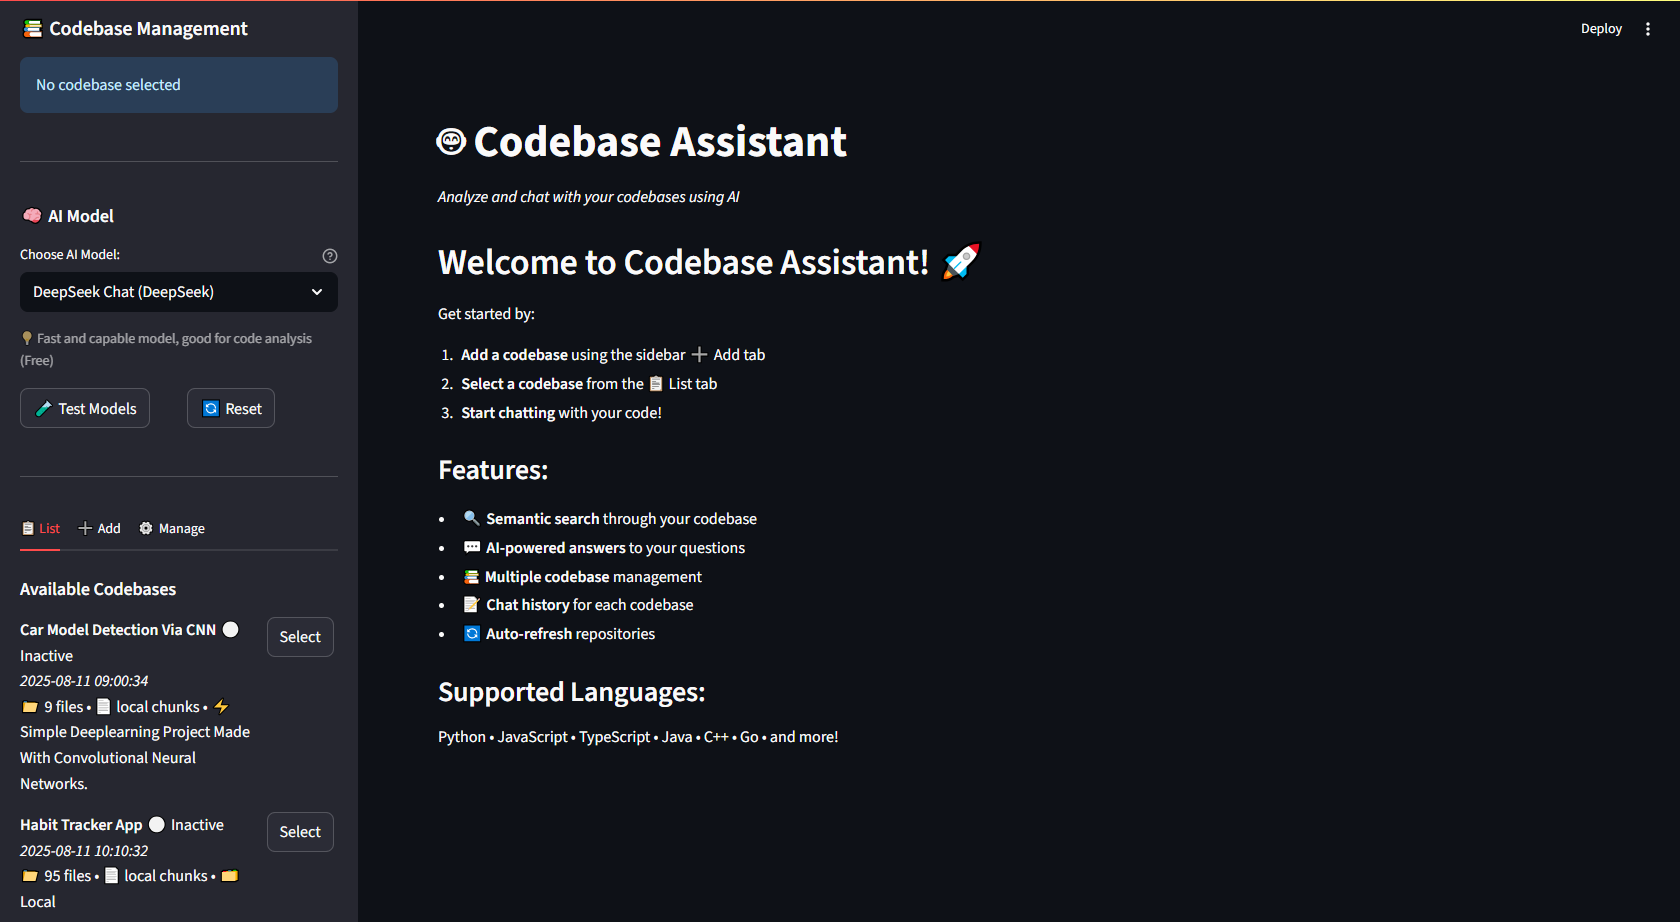 Codebase Management
No codebase selected
AI Model
Choose AI Model:
DeepSeek Chat (DeepSeek)
Fast and capable model, good for code analysis
(Free)
Test Models
Reset
List
Add
Manage
Available Codebases
Car Model Detection Via CNN
Inactive
2025-08-11 09:00:34
9 files • local chunks •
Simple Deeplearning Project Made
With Convolutional Neural
Networks.
Select
Habit Tracker App Inactive
2025-08-11 10:10:32
95 files • local chunks •
Local
Select
Deploy
Codebase Assistant
Analyze and chat with your codebases using AI
Welcome to Codebase Assistant!
Get started by:
1. Add a codebase using the sidebar ➕ Add tab
2. Select a codebase from the 📋 List tab
3. Start chatting with your code!
Features:
• 🔍 Semantic search through your codebase
• 💬 AI-powered answers to your questions
• 📚 Multiple codebase management
• 📝 Chat history for each codebase
• 🔄 Auto-refresh repositories
Supported Languages:
Python • JavaScript • TypeScript • Java • C++ • Go • and more!